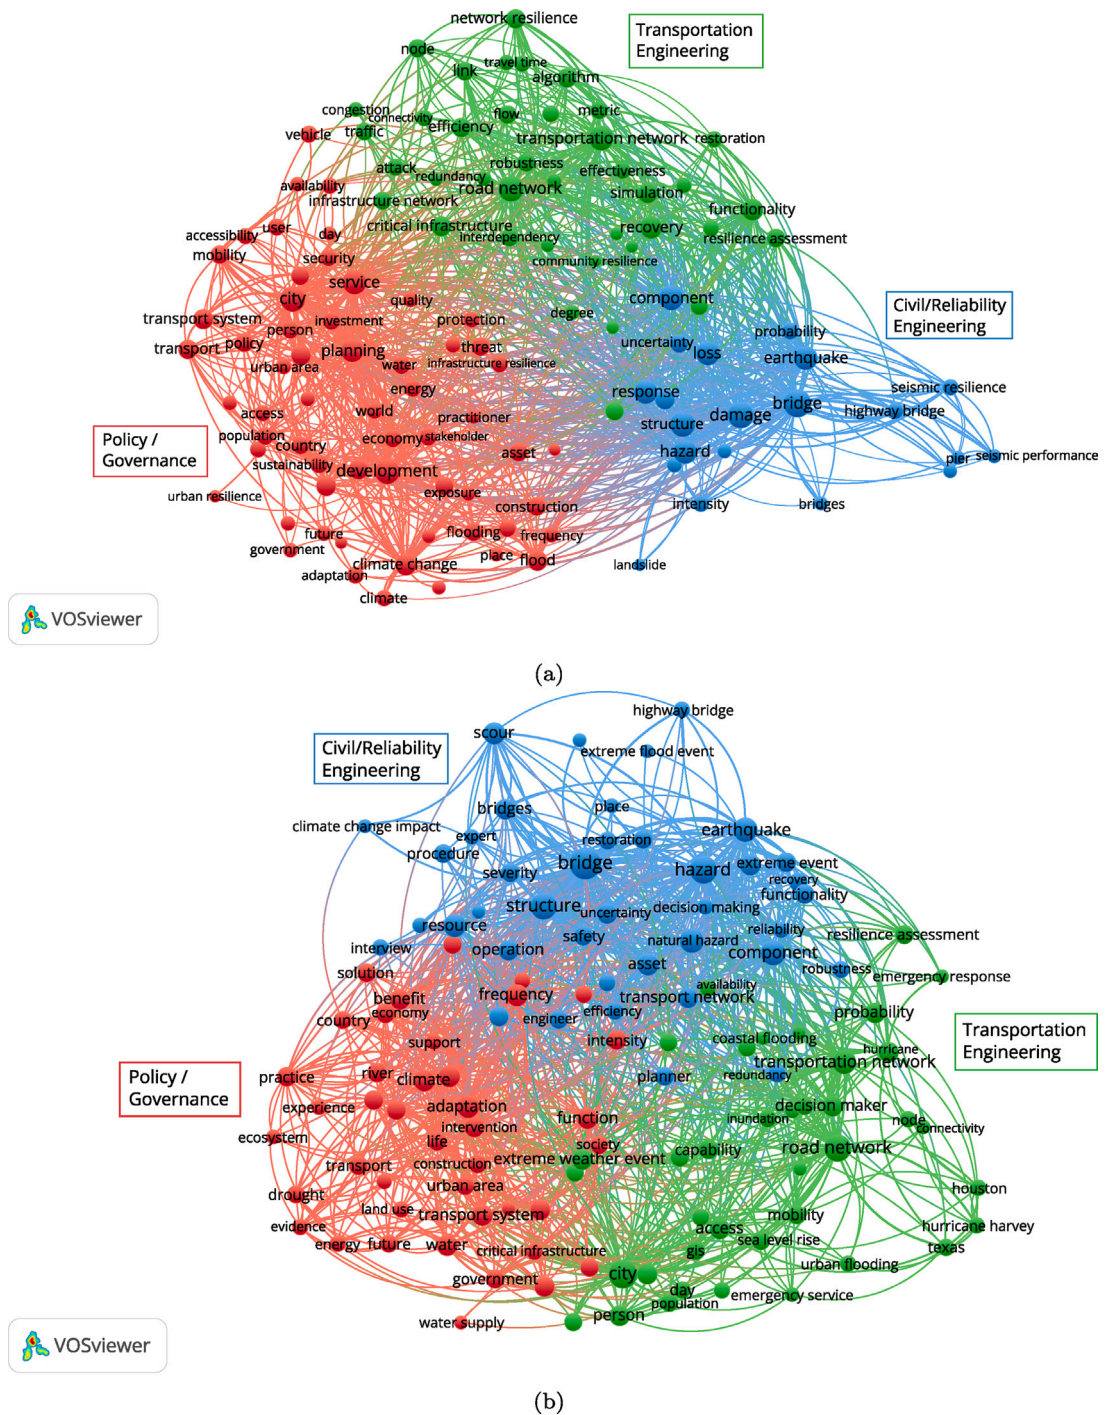 network resilience
Transportation
Engineering
node
travel time
link
algorithm
congestion
connectivity
flow
metric
vehicle
traffic
efficiency
transportation network
restoration
attack
robustness
redundancy
effectiveness
availability
road network
simulation
infrastructure network
functionality
accessibility
user
day
critical infrastructure
interdependency
recovery
resilience assessment
mobility
security
community resilience
service
city
quality
component
Civil/Reliability
Engineering
transport system
person
investment
protection
degree
probability
transport
policy
planning
threat
uncertainty
loss
earthquake
urban area
water
infrastructure resilience
energy
response
seismic resilience
access
world
practitioner
structure
damage
bridge
highway bridge
Policy /
Governance
population
country
economy
stakeholder
asset
hazard
pier
seismic performance
sustainability
development
urban resilience
exposure
construction
intensity
bridges
future
flooding
frequency
government
climate change
place
flood
landslide
adaptation
climate
VOSviewer
(a)
highway bridge
scour
Civil/Reliability
Engineering
extreme flood event
bridges
place
climate change impact
expert
restoration
earthquake
procedure
severity
bridge
hazard
extreme event
recovery
functionality
structure
uncertainty
decision making
resource
safety
natural hazard
reliability
resilience assessment
interview
operation
asset
component
solution
robustness
emergency response
benefit
frequency
transport network
availability
economy
country
engineer
efficiency
probability
Transportation
Engineering
support
intensity
coastal flooding
hurricane
transportation network
Policy /
Governance
practice
river
climate
planner
redundancy
experience
adaptation
function
inundation
decision maker
node
connectivity
ecosystem
life
intervention
society
road network
transport
construction
extreme weather event
capability
drought
urban area
houston
land use
transport system
access
mobility
evidence
energy
future
water
critical infrastructure
gis
sea level rise
hurricane harvey
texas
government
city
urban flooding
day
population
emergency service
water supply
person
VOSviewer
(b)